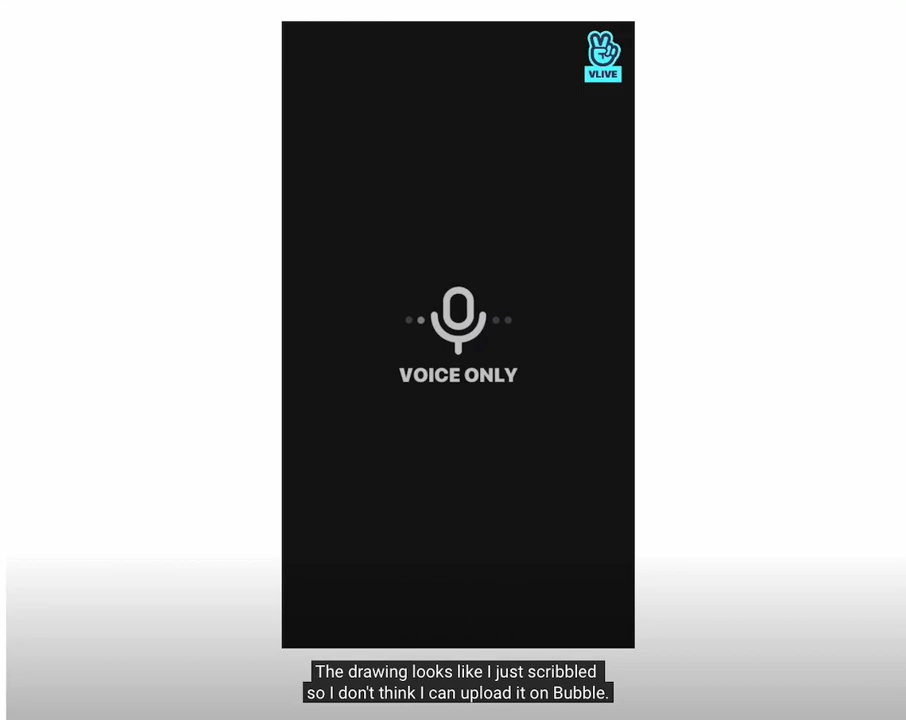 VLIVE
VOICE ONLY
The drawing looks like I just scribbled
so I don't think I can upload it on Bubble.